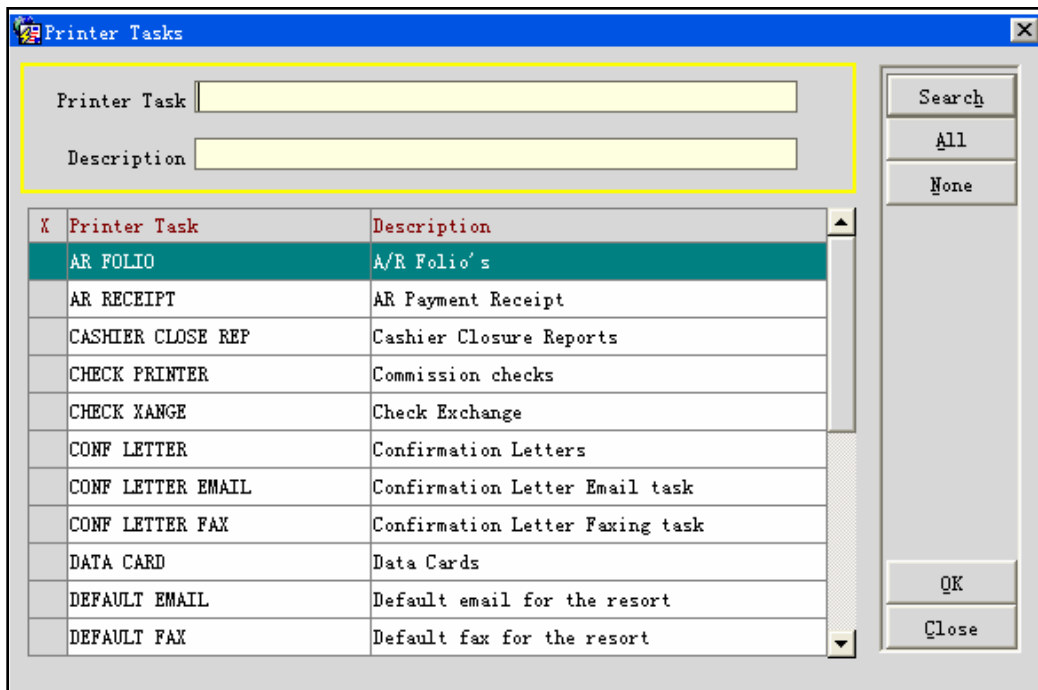 Printer Tasks
Printer Task
Description
Search
All
None
X Printer Task Description
AR FOLIO A/R Folio's
AR RECEIPT AR Payment Receipt
CASHIER CLOSE REP Cashier Closure Reports
CHECK PRINTER Commission checks
CHECK XANGE Check Exchange
CONF LETTER Confirmation Letters
CONF LETTER EMAIL Confirmation Letter Email task
CONF LETTER FAX Confirmation Letter Faxing task
DATA CARD Data Cards
DEFAULT EMAIL Default email for the resort
DEFAULT FAX Default fax for the resort
OK
Close